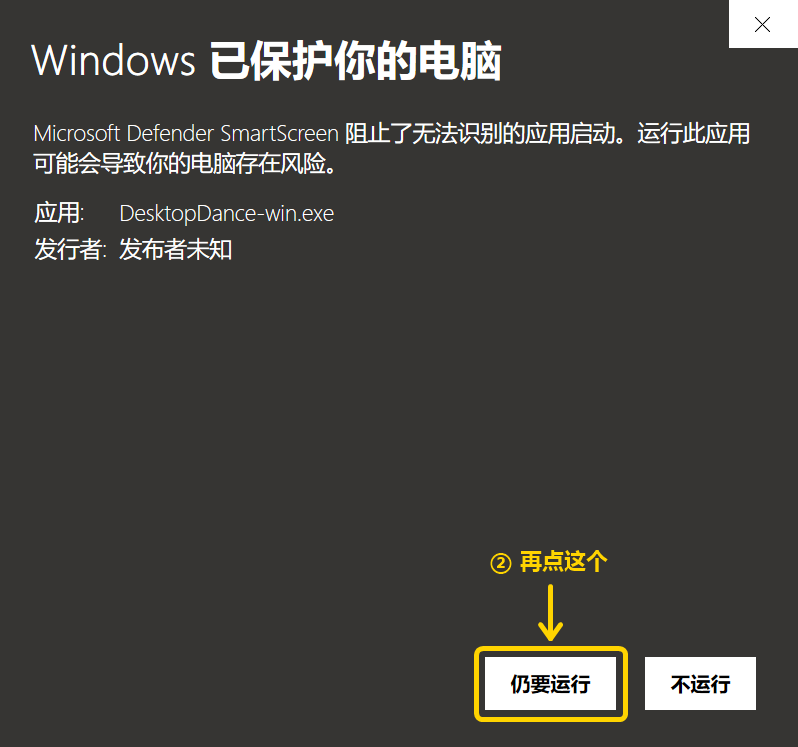 Windows 已保护你的电脑
Microsoft Defender SmartScreen 阻止了无法识别的应用启动。运行此应用
可能会导致你的电脑存在风险。
应用: DesktopDance-win.exe
发行者: 发布者未知
② 再点这个
仍要运行 不运行